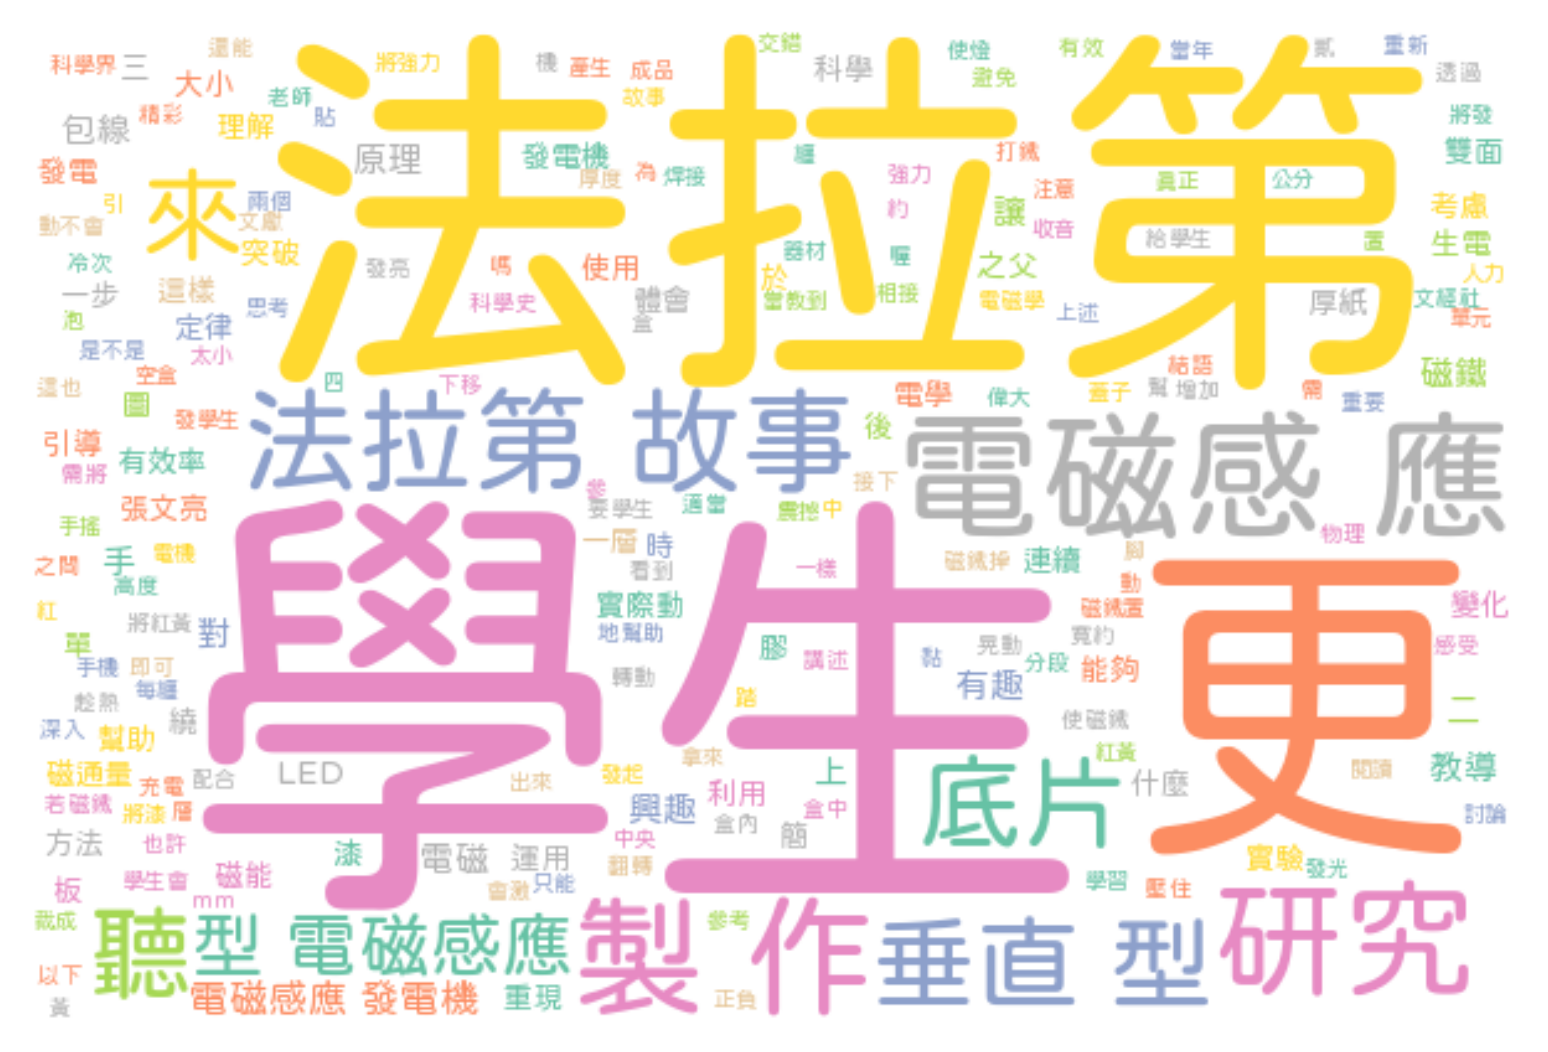 科學界 三 還能 將強力 機 產生 成品 交錯 科學 使燈 避免 有效 當年 貳 重新 透過
大小 老師 故事
法拉第
包線 精彩 理解 貼 原理 發電機 厚度 為 焊接 纏 強力 打鐵 將發 雙面
發電 引 來 兩個 文獻 約 讓 注意 收音 真正 公分 考慮
動不會 突破 發亮 嗎 使用 器材 喔 之父 給學生 置 生電
冷次 一步 這樣 思考 科學史 體會 盒 於 當教到 相接 電磁學 上述 厚紙 人力 文經社 單元
泡 定律 是不是 太小
還也 空盒 圖 發學生 四 下移 電學 偉大 蓋子 結語 幫 增加 需 重要 磁鐵
引導 有效率 法拉第 故事 後 電磁感 應
需將 張文亮 參 要學生 適當 震撼 中 接下 物理
手搖 之間 手 電機 高度 一層 時 看到 一樣 磁鐵掉 連續 腳 動
紅 將紅黃 對 單 學生 實際動 地幫助 磁鐵置 更 變化 感受
手機 即可 每纏 趁熱 轉動 膠 講述 黏 晃動 寬約 分段 能夠 有趣
深入 幫助 繞 踏 使磁鐵 二
磁通量 充電 配合 LED 出來 發起 拿來 上 底片 紅黃 什麼 閱讀 教導
若磁鐵 將漆 層 興趣 利用 盒內 盒中 討論
方法 也許 漆 電磁 運用 中央 簡 實驗 發光
板 學生會 磁能 mm 會激 只能 翻轉 學習 壓住
裁成 聽 型 電磁感應 製 作 參考 垂直 型 研究
以下 黃 電磁感應 發電機 重現 正負